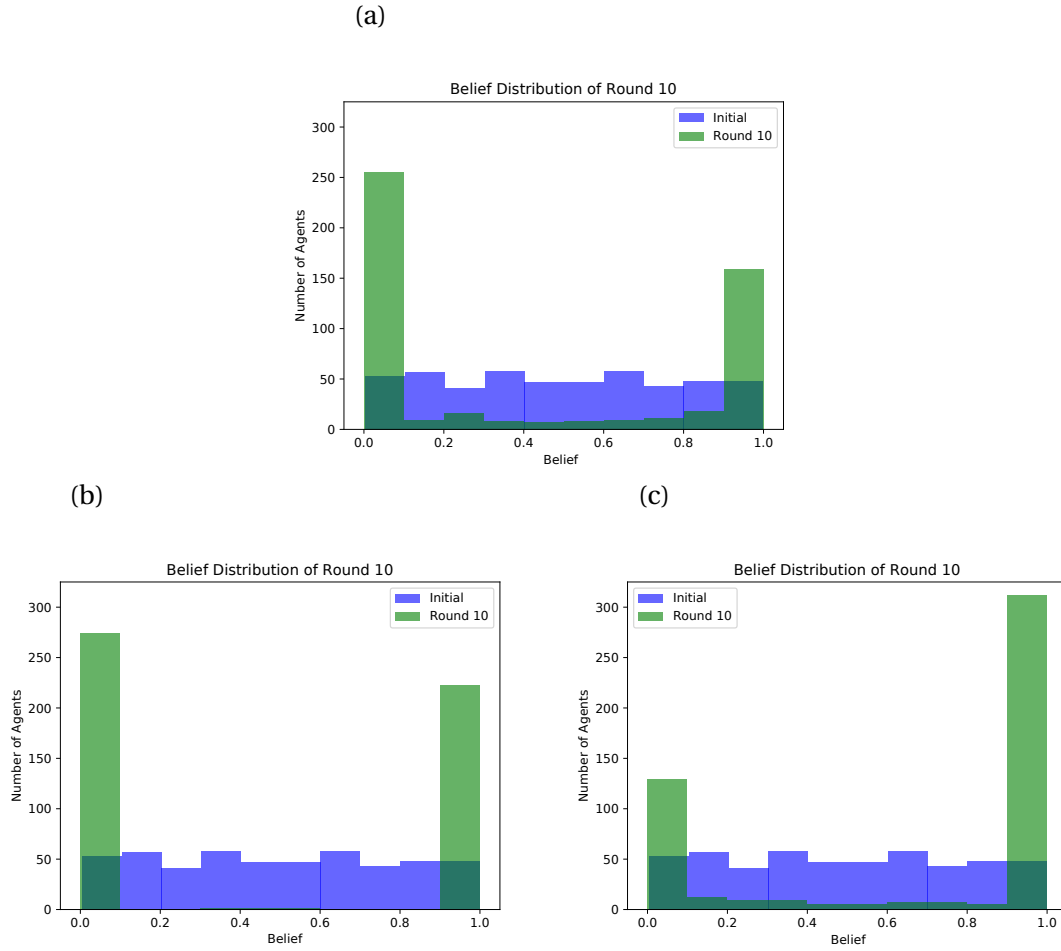 (a)
Belief Distribution of Round 10
Initial
Round 10
Number of Agents
300
250
200
150
100
50
0
0.0 0.2 0.4 0.6 0.8 1.0
Belief
(b)
Belief Distribution of Round 10
Initial
Round 10
Number of Agents
300
250
200
150
100
50
0
0.0 0.2 0.4 0.6 0.8 1.0
Belief
(c)
Belief Distribution of Round 10
Initial
Round 10
Number of Agents
300
250
200
150
100
50
0
0.0 0.2 0.4 0.6 0.8 1.0
Belief